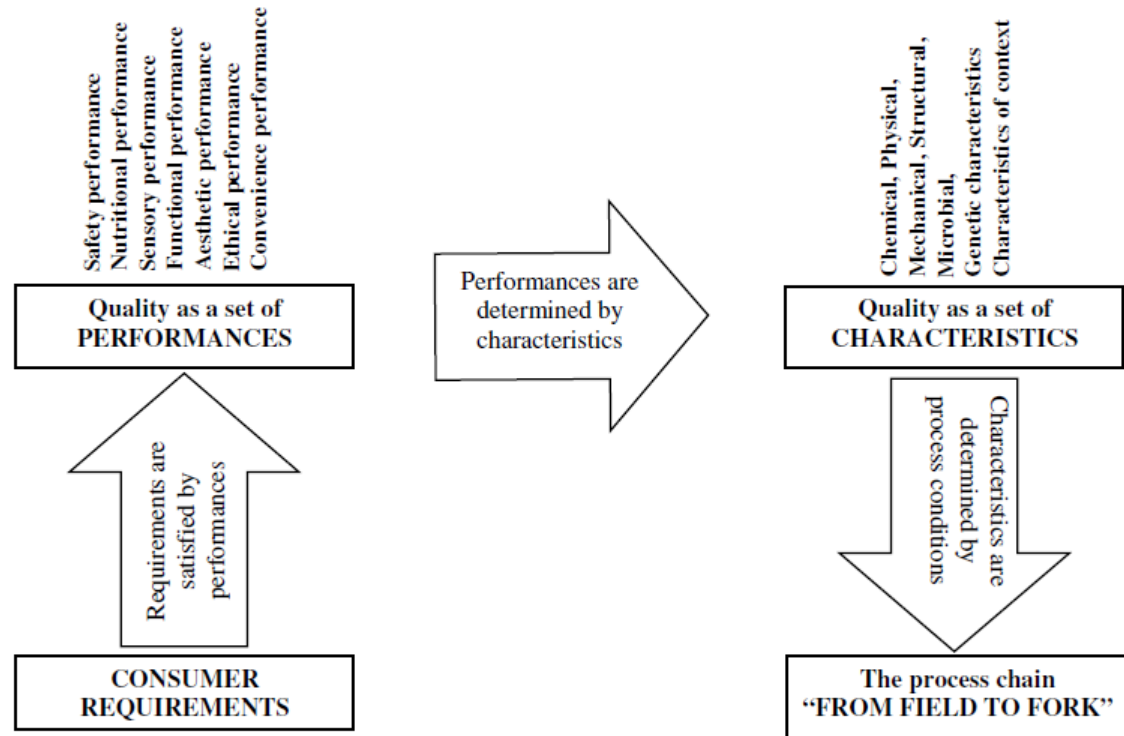 Safety performance
Nutritional performance
Sensory performance
Functional performance
Aesthetic performance
Ethical performance
Convenience performance
Quality as a set of
PERFORMANCES
Requirements are
satisfied by
performances
CONSUMER
REQUIREMENTS
Performances are
determined by
characteristics
Chemical, Physical,
Mechanical, Structural,
Microbial,
Genetic characteristics
Characteristics of context
Quality as a set of
CHARACTERISTICS
Characteristics are
determined by
process conditions
The process chain
“FROM FIELD TO FORK”